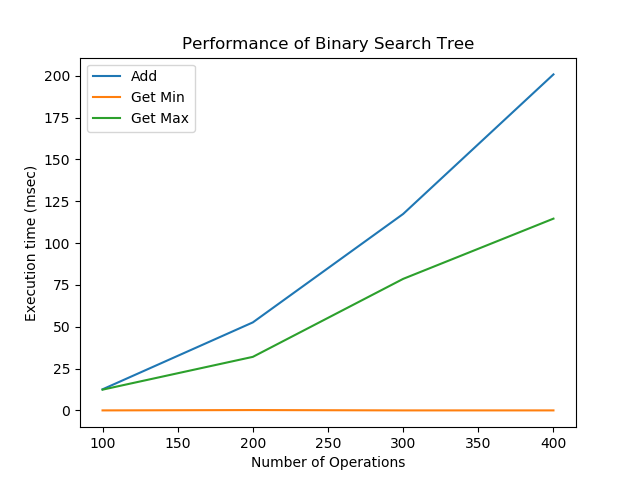 Performance of Binary Search Tree
Add
Get Min
Get Max
Execution time (msec)
200
175
150
125
100
75
50
25
0
100 150 200 250 300 350 400
Number of Operations